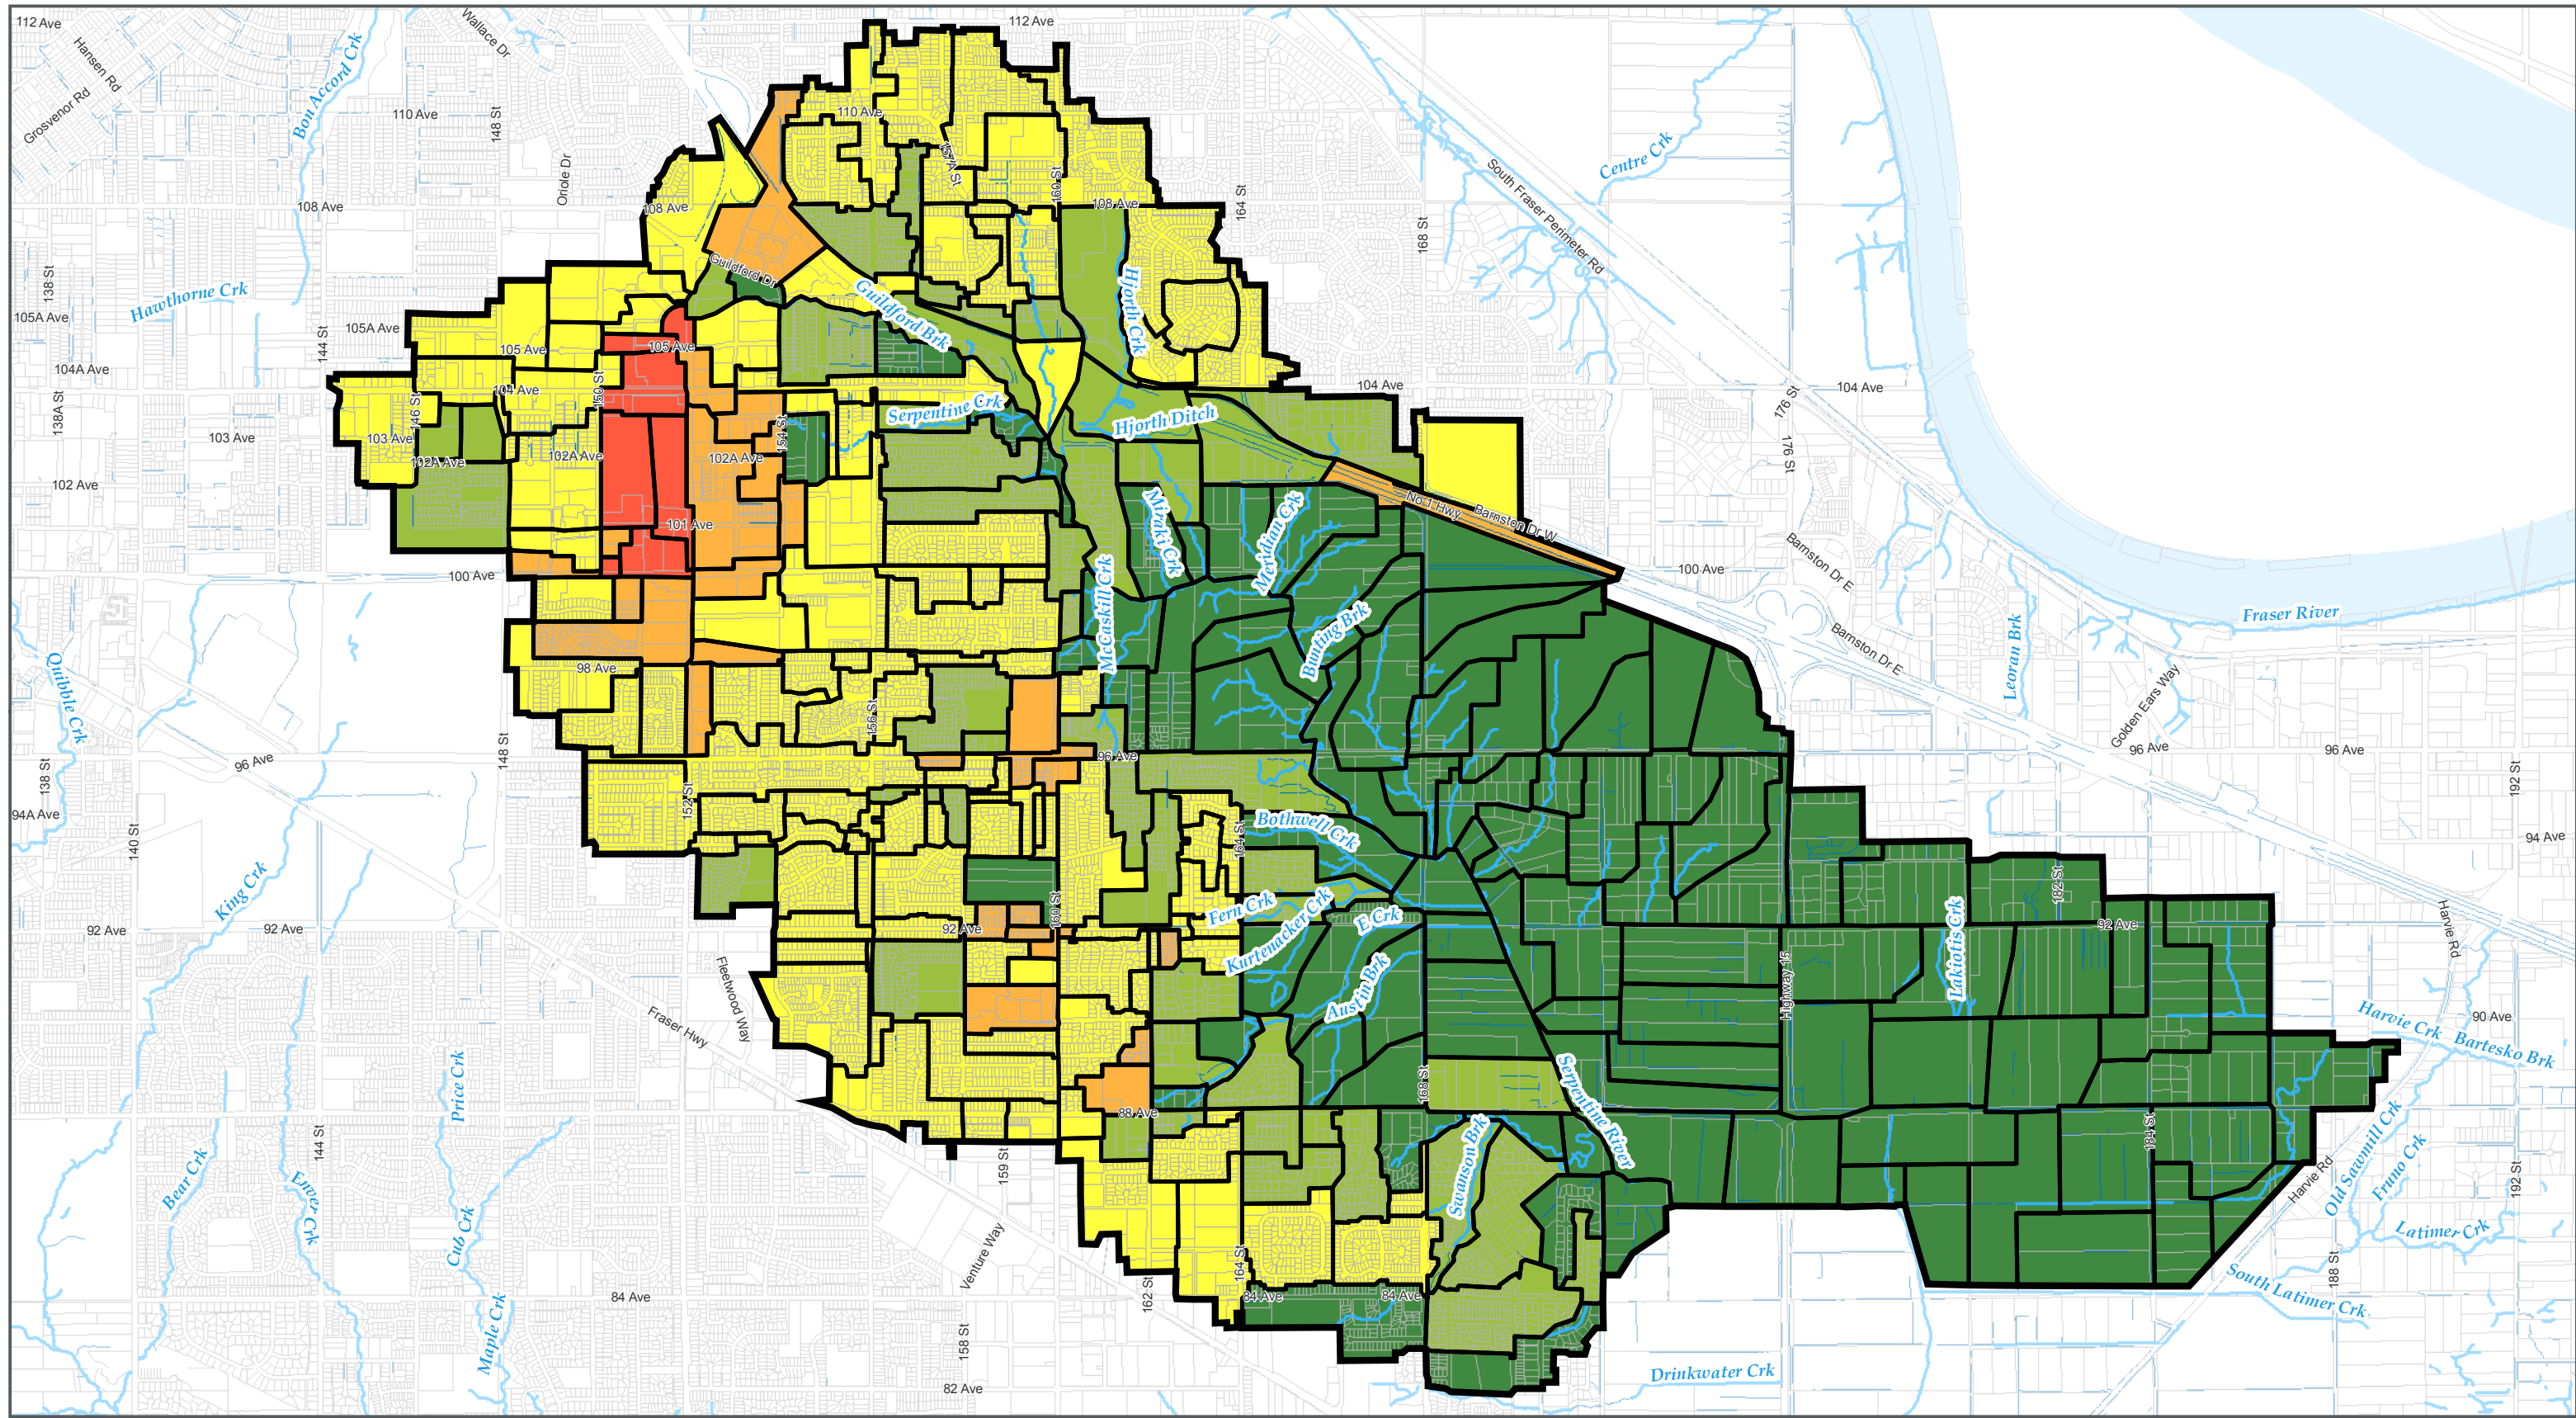 112 Ave
Wallace Dr
112 Ave
Hansen Rd
Bon Accord Crk
Grosvenor Rd
110 Ave
148 St
110 Ave
157A St
Centre Crk
South Fraser Perimeter Rd
Oriole Dr
160 St
164 St
168 St
108 Ave
108 Ave
108 Ave
138 St
Hawthorne Crk
Guildford Dr
Guildford Brk
Hjorth Crk
105A Ave
105A Ave
144 St
105 Ave
105 Ave
104A Ave
104 Ave
150 St
104 Ave
104 Ave
138A St
146 St
Serpentine Crk
Hjorth Ditch
176 St
103 Ave
103 Ave
154 St
176 St
102A Ave
102A Ave
102A Ave
102 Ave
No 1 Hwy
Barnston Dr W
101 Ave
Miraki Crk
Meridian Crk
Barnston Dr E
100 Ave
100 Ave
McCaskill Crk
Bunting Brk
Fraser River
Leoran Brk
Barnston Dr E
Quibble Crk
98 Ave
156 St
Golden Ears Way
148 St
96 Ave
96 Ave
96 Ave
96 Ave
138 St
192 St
152 St
94A Ave
140 St
Bothwell Crk
164 St
94 Ave
King Crk
182 St
160 St
Fern Crk
Kurtenacker Crk
E Crk
Lakiotis Crk
92 Ave
92 Ave
92 Ave
92 Ave
Harvie Rd
Fleetwood Way
Austin Brk
Highway 15
Fraser Hwy
Harvie Crk
Bartesko Brk
90 Ave
Price Crk
168 St
Serpentine River
88 Ave
144 St
184 St
Old Sawmill Crk
Bear Crk
Enver Crk
159 St
Swanson Brk
Harvie Rd
Fruno Crk
192 St
Cub Crk
Venture Way
164 St
Latimer Crk
188 St
South Latimer Crk
84 Ave
162 St
84 Ave
84 Ave
Maple Crk
158 St
82 Ave
Drinkwater Crk